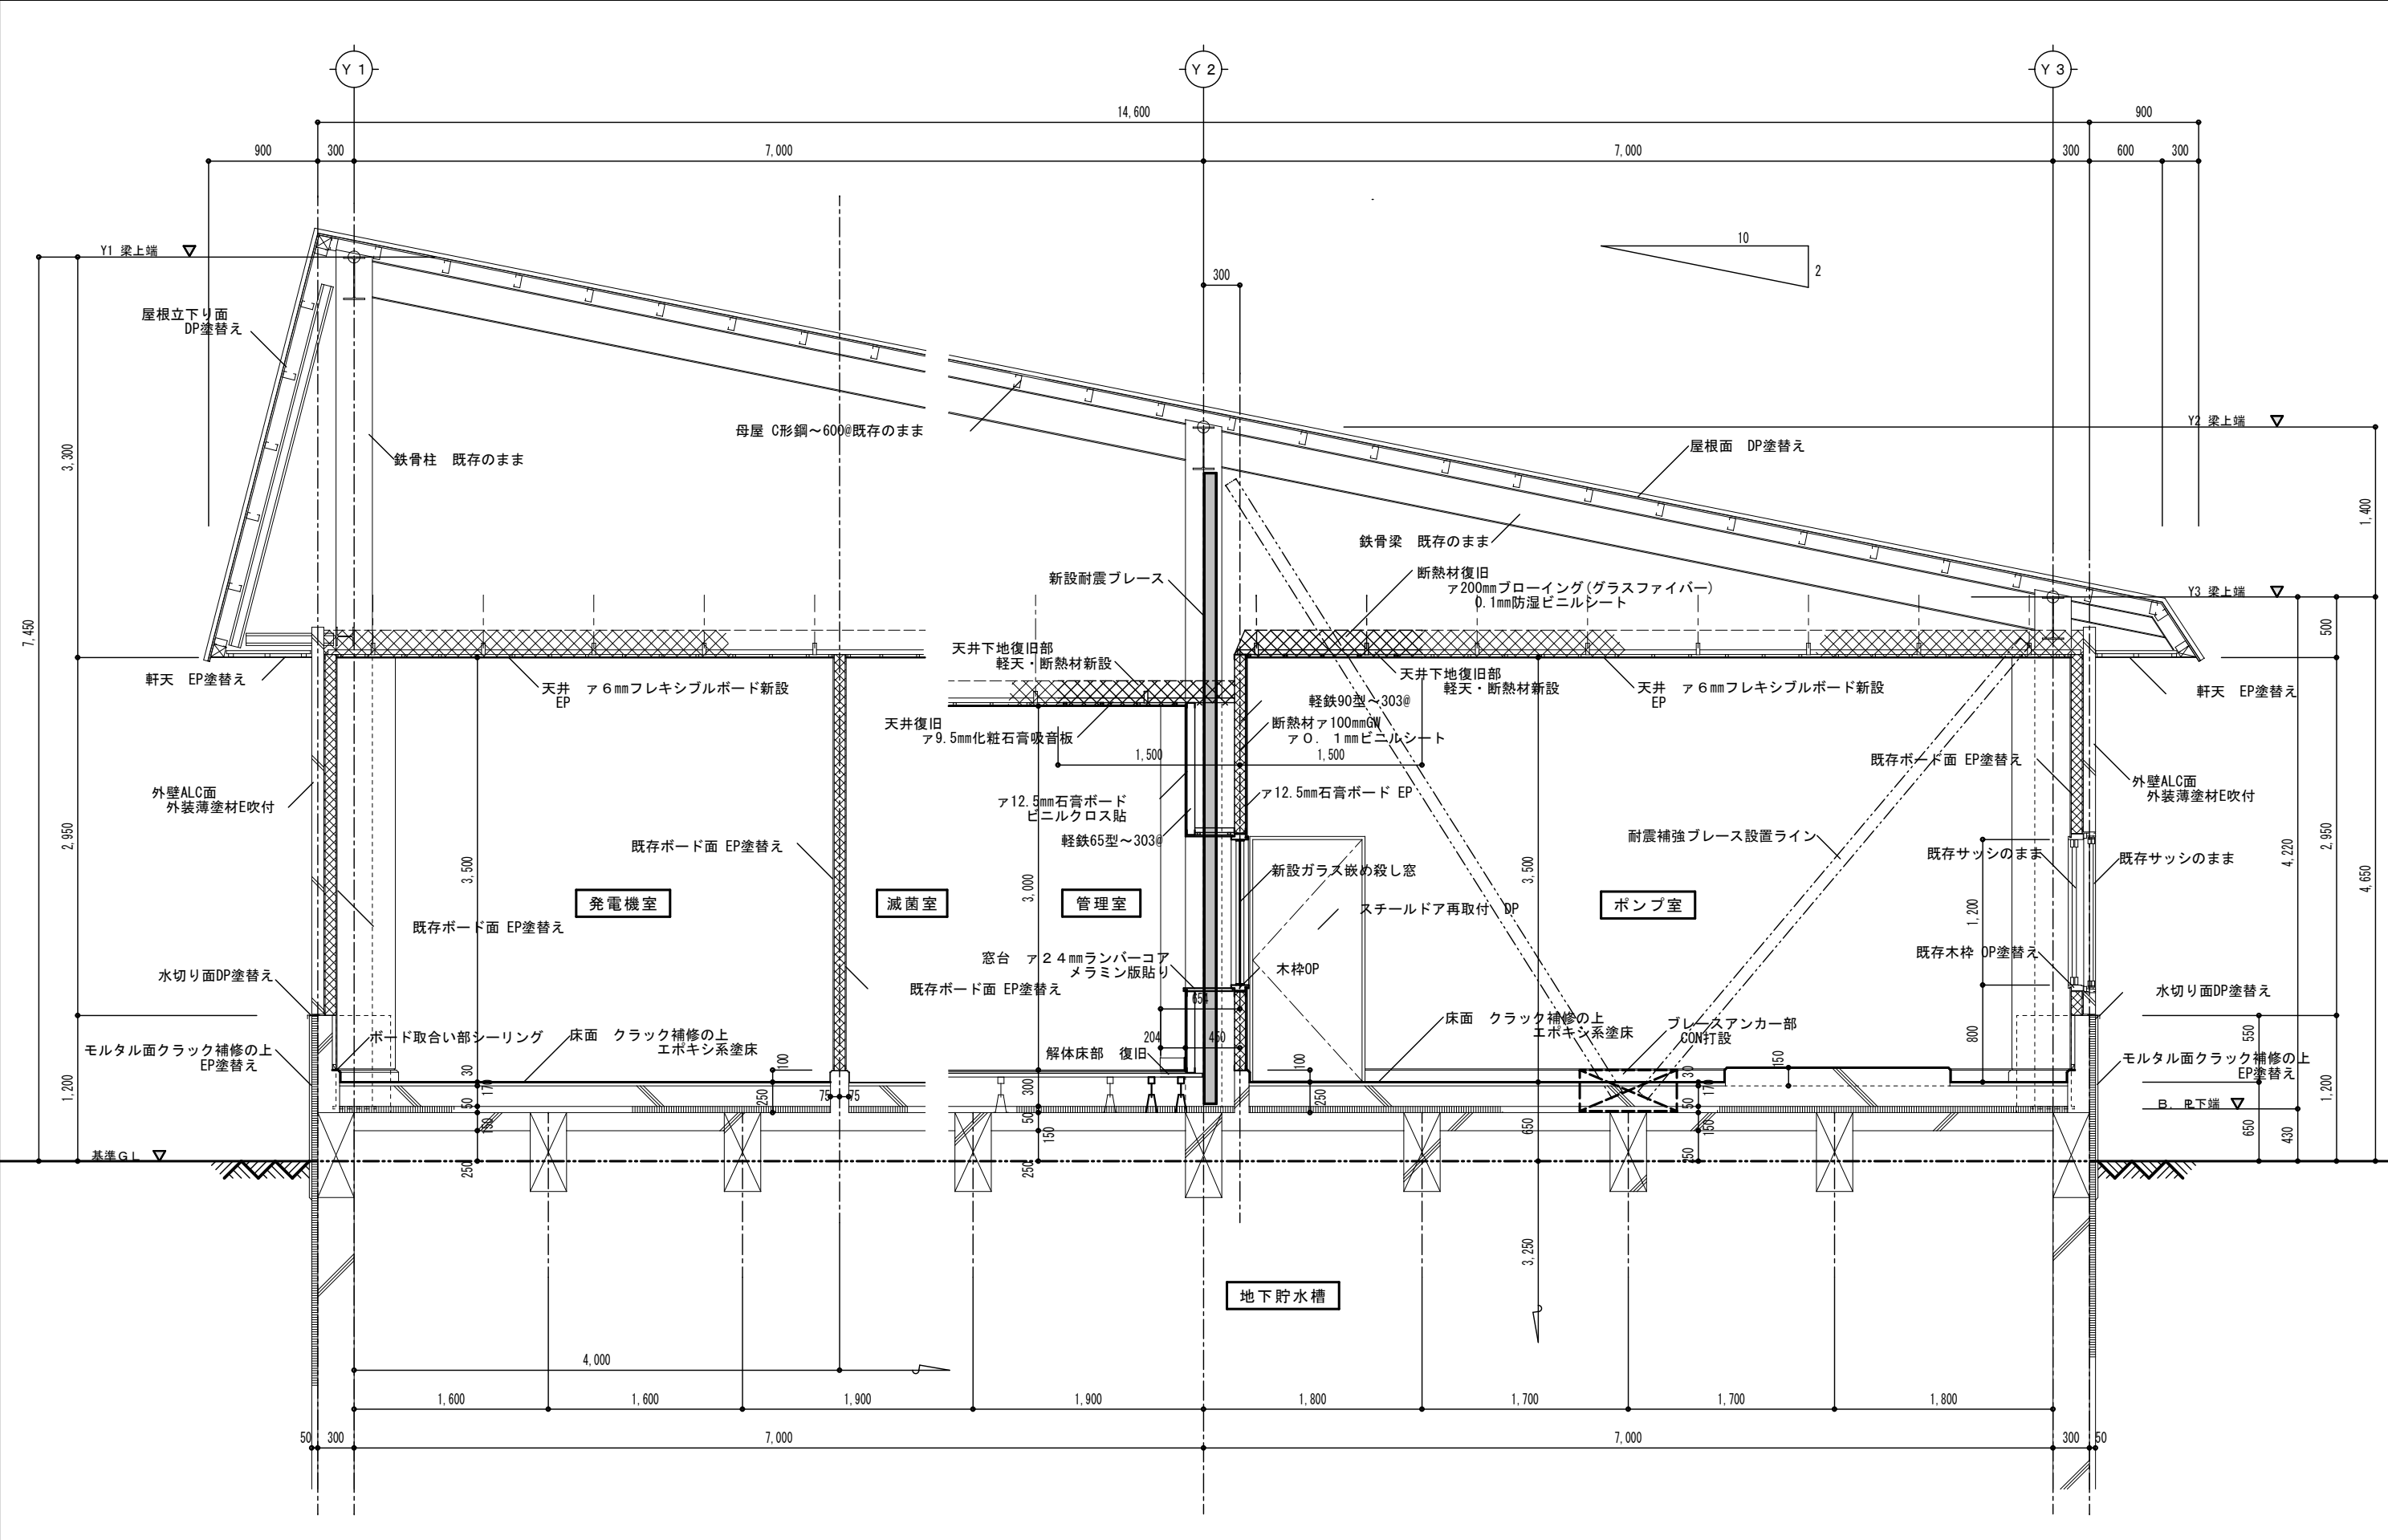 Y1
Y2
Y3
14,600
900
900
300
7,000
7,000
300
600
300
10
2
300
Y1 梁上端
屋根立下り面
DP塗替え
母屋 C形鋼～600@既存のまま
鉄骨柱 既存のまま
Y2 梁上端
屋根面 DP塗替え
3,300
7,450
1,400
鉄骨梁 既存のまま
断熱材復旧
ァ200mmブローイング(グラスファイバー)
0.1mm防湿ビニルシート
新設耐震ブレース
Y3 梁上端
500
天井下地復旧部
軽天・断熱材新設
天井下地復旧部
軽天・断熱材新設
軒天 EP塗替え
天井 ァ6mmフレキシブルボード新設
EP
天井 ァ6mmフレキシブルボード新設
EP
軒天 EP塗替え
軽鉄90型～303@
天井復旧
ァ9.5mm化粧石膏吸音板
断熱材ァ100mmGW
ァ0．1mmビニルシート
1,500
1,500
既存ボード面 EP塗替え
外壁ALC面
外装薄塗材E吹付
外壁ALC面
外装薄塗材E吹付
ァ12.5mm石膏ボード
ビニルクロス貼
ァ12.5mm石膏ボード EP
軽鉄65型～303@
耐震補強ブレース設置ライン
既存ボード面 EP塗替え
既存サッシのまま
既存サッシのまま
2,950
3,500
3,000
3,500
1,200
4,220
2,950
4,650
新設ガラス嵌め殺し窓
発電機室
滅菌室
管理室
ポンプ室
スチールドア再取付 DP
既存ボード面 EP塗替え
既存木枠 OP塗替え
窓台 ァ24mmランバーコア
メラミン版貼り
木枠OP
水切り面DP塗替え
既存ボード面 EP塗替え
水切り面DP塗替え
654
204
450
床面 クラック補修の上
エポキシ系塗床
ブレースアンカー部
CON打設
ボード取合い部シーリング
床面 クラック補修の上
エポキシ系塗床
解体床部 復旧
モルタル面クラック補修の上
EP塗替え
モルタル面クラック補修の上
EP塗替え
800
550
1,200
1,200
30
170
50
150
250
100
250
75
75
300
50
150
250
100
250
650
30
170
50
150
250
150
B．PL下端
650
430
基準GL
3,250
地下貯水槽
4,000
1,600
1,600
1,900
1,900
1,800
1,700
1,700
1,800
50
300
7,000
7,000
300
50